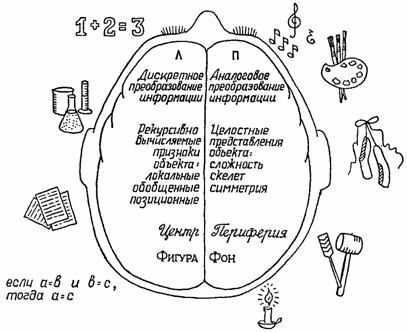 1+2=3
Л
П
Дискретное
преобразование
информации
Аналоговое
преобразование
информации
Рекурсивно
вычисляемые
признаки
объекта:
локальные
обобщенные
позиционные
Целостные
представления
объекта:
сложность
скелет
симметрия
Центр
Периферия
Фигура
Фон
если a=в и в=с,
тогда а=с